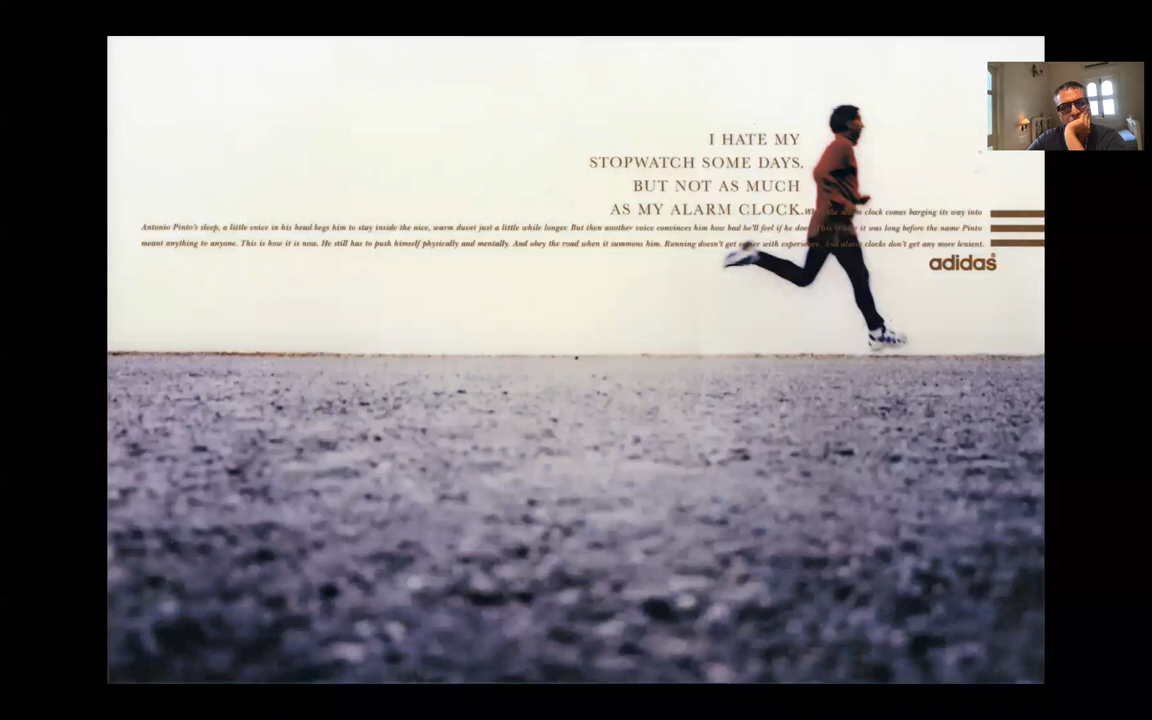 I HATE MY
STOPWATCH SOME DAYS.
BUT NOT AS MUCH
AS MY ALARM CLOCK.
clock comes barging its way into
Antonio Pinto's sleep, a little voice in his head begs him to stay inside the nice, warm duvet just a little while longer. But then another voice convinces him how bad he'll feel if he it was long before the name Pinto
meant anything to anyone. This is how it is now. He still has to push himself physically and mentally. And obey the road when it summons him. Running doesn't get with And alarm clocks don't get any more lenient.
adidas